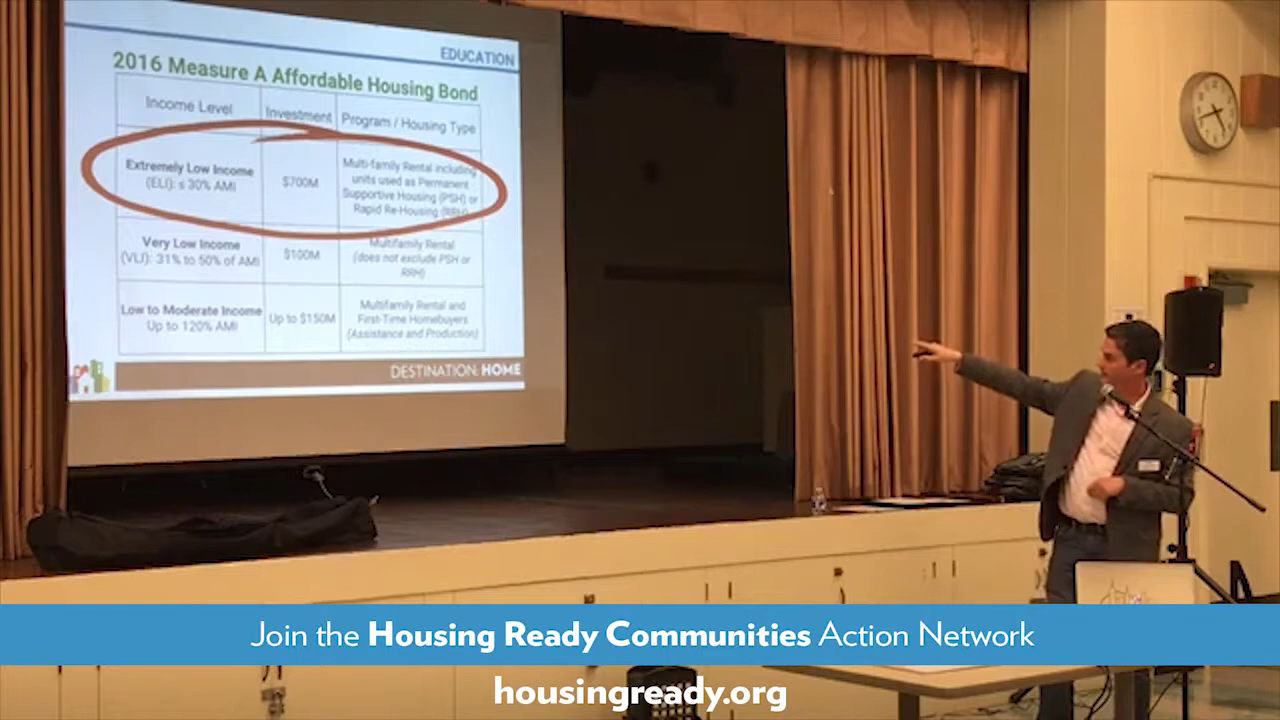 EDUCATION
2016 Measure A Affordable Housing Bond
Income Level
Investment
Program / Housing Type
Extremely Low Income
(ELI): ≤ 30% AMI
$700M
Multi-family Rental including
units used as Permanent
Supportive Housing (PSH) or
Rapid Re-Housing (RRH)
Very Low Income
(VLI): 31% to 50% of AMI
$100M
Multifamily Rental
(does not exclude PSH or
RRH)
Low to Moderate Income
Up to 120% AMI
Up to $150M
Multifamily Rental and
First-Time Homebuyers
(Assistance and Production)
DESTINATION: HOME
Join the Housing Ready Communities Action Network
housingready.org